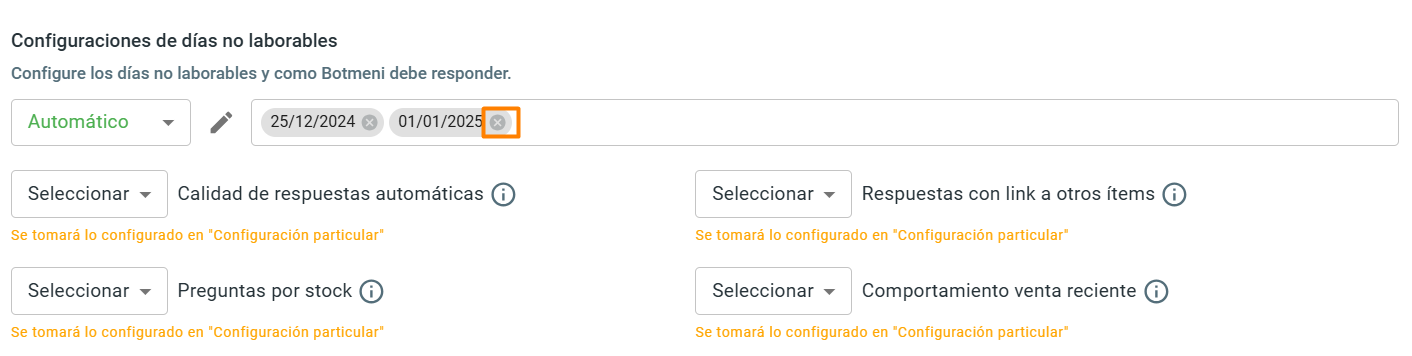 Configuraciones de días no laborables
Configure los días no laborables y como Botmeni debe responder.
Automático 25/12/2024 01/01/2025
Seleccionar Calidad de respuestas automáticas Seleccionar Respuestas con link a otros ítems
Se tomará lo configurado en "Configuración particular" Se tomará lo configurado en "Configuración particular"
Seleccionar Preguntas por stock Seleccionar Comportamiento venta reciente
Se tomará lo configurado en "Configuración particular" Se tomará lo configurado en "Configuración particular"